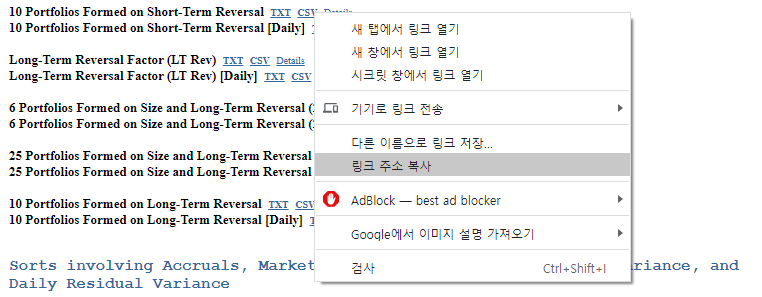 10 Portfolios Formed on Short-Term Reversal TXT CSV Details
10 Portfolios Formed on Short-Term Reversal [Daily]
Long-Term Reversal Factor (LT Rev) TXT CSV Details
Long-Term Reversal Factor (LT Rev) [Daily] TXT CSV
6 Portfolios Formed on Size and Long-Term Reversal
6 Portfolios Formed on Size and Long-Term Reversal
25 Portfolios Formed on Size and Long-Term Reversal
25 Portfolios Formed on Size and Long-Term Reversal
10 Portfolios Formed on Long-Term Reversal TXT CSV
10 Portfolios Formed on Long-Term Reversal [Daily]
Sorts involving Accruals, Market ariance, and
Daily Residual Variance
새 탭에서 링크 열기
새 창에서 링크 열기
시크릿 창에서 링크 열기
기기로 링크 전송
다른 이름으로 링크 저장...
링크 주소 복사
AdBlock — best ad blocker
Google에서 이미지 설명 가져오기
검사 Ctrl+Shift+I